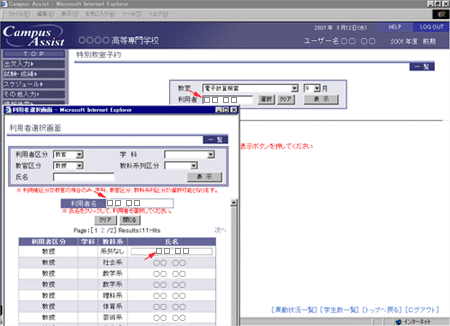 Campus Assist - Microsoft Internet Explorer
ファイル(F) 編集(E) 表示(V) お気に入り(A) ツール(T) ヘルプ(H)
Campus Assist
2001年 9月12日(水) HELP LOG OUT
〇〇〇〇高等専門学校 ユーザー名〇〇 〇〇 2001年度 前期
TOP 特別教室予約
出欠入力
試験・成績
スケジュール
その他入力
一覧
教室 電子計算機室 9 月
利用者 □□ □□ 選択 クリア 表示
表示ボタンを押してください
利用者選択画面 - Microsoft Internet Explorer
利用者選択画面
一覧
利用者区分 教官 学科
教官区分 教授 教科系列区分
氏名 表示
※ 利用者区分が教官の場合のみ、学科、教官区分、教科系列区分が選択可能となります。
利用者名 □□ □□
※ 氏名をクリックして、利用者を選択してください。
クリア 閉じる
Page:[1 2 /2] Results:11Hits 次へ
利用者区分 学科 教科系 氏名
教授 系列なし □□ □□
教授 社会系 〇〇 〇〇
教授 数学系 〇〇 〇〇
教授 数学系 〇〇 〇〇
教授 理科系 〇〇 〇〇
教授 体育系 〇〇 〇〇
教授 芸術系 〇〇 〇〇
[異動状況一覧] [学生数一覧] [トップへ戻る] [ログアウト]
インターネット